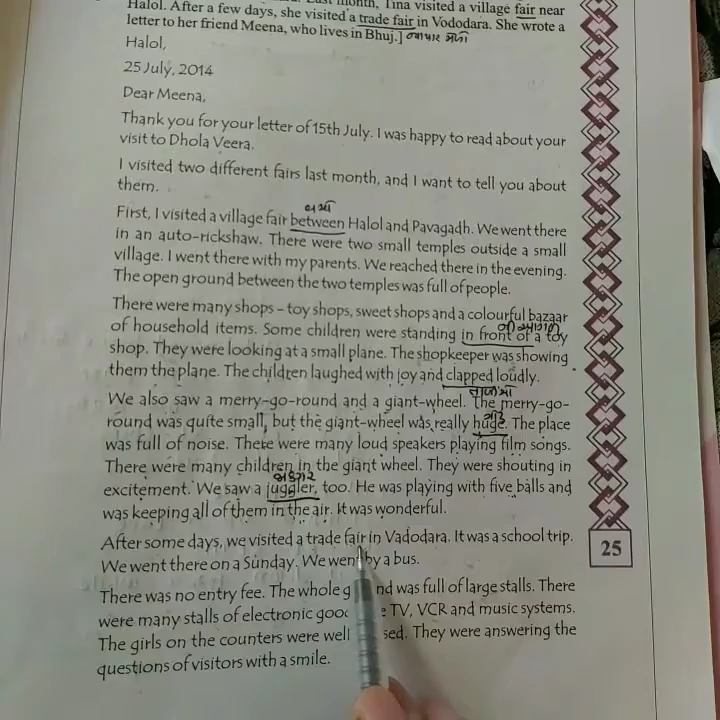 Last month, Tina visited a village fair near
Halol. After a few days, she visited a trade fair in Vododara. She wrote a
letter to her friend Meena, who lives in Bhuj.]
Halol,
25 July, 2014
Dear Meena,
Thank you for your letter of 15th July. I was happy to read about your
visit to Dhola Veera.
I visited two different fairs last month, and I want to tell you about
them.
First, I visited a village fair between Halol and Pavagadh. We went there
in an auto-rickshaw. There were two small temples outside a small
village. I went there with my parents. We reached there in the evening.
The open ground between the two temples was full of people.
There were many shops - toy shops, sweet shops and a colourful bazaar
of household items. Some children were standing in front of a toy
shop. They were looking at a small plane. The shopkeeper was showing
them the plane. The children laughed with joy and clapped loudly.
We also saw a merry-go-round and a giant-wheel. The merry-go-
round was quite small, but the giant-wheel was really huge. The place
was full of noise. There were many loud speakers playing film songs.
There were many children in the giant wheel. They were shouting in
excitement. We saw a juggler, too. He was playing with five balls and
was keeping all of them in the air. It was wonderful.
After some days, we visited a trade fair in Vadodara. It was a school trip.
We went there on a Sunday. We went by a bus.
25
There was no entry fee. The whole g nd was full of large stalls. There
were many stalls of electronic goo e TV, VCR and music systems.
The girls on the counters were well sed. They were answering the
questions of visitors with a smile.